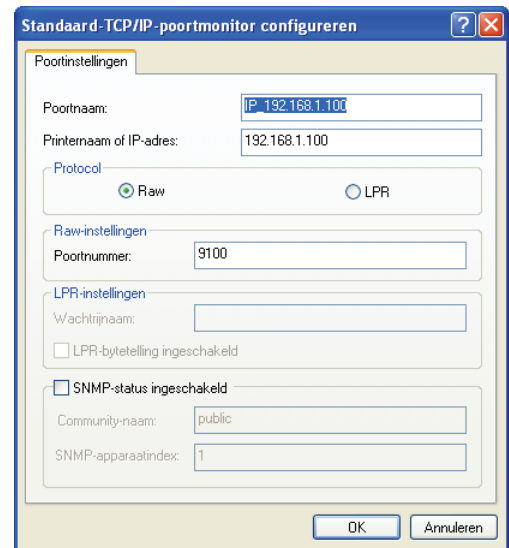 Standaard-TCP/IP-poortmonitor configureren
Poortinstellingen
Poortnaam: IP_192.168.1.100
Printernaam of IP-adres: 192.168.1.100
Protocol
Raw LPR
Raw-instellingen
Poortnummer: 9100
LPR-instellingen
Wachtrijnaam:
LPR-bytetelling ingeschakeld
SNMP-status ingeschakeld
Community-naam: public
SNMP-apparaatindex: 1
OK Annuleren